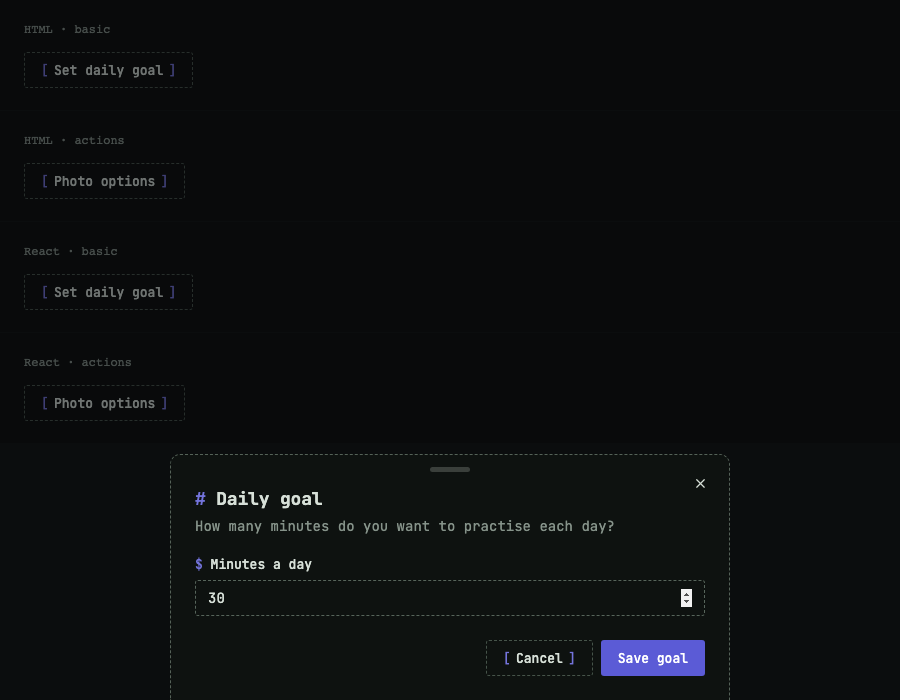 HTML · basic
[ Set daily goal ]
HTML · actions
[ Photo options ]
React · basic
[ Set daily goal ]
React · actions
[ Photo options ]
# Daily goal
How many minutes do you want to practise each day?
$ Minutes a day
30
[ Cancel ] Save goal